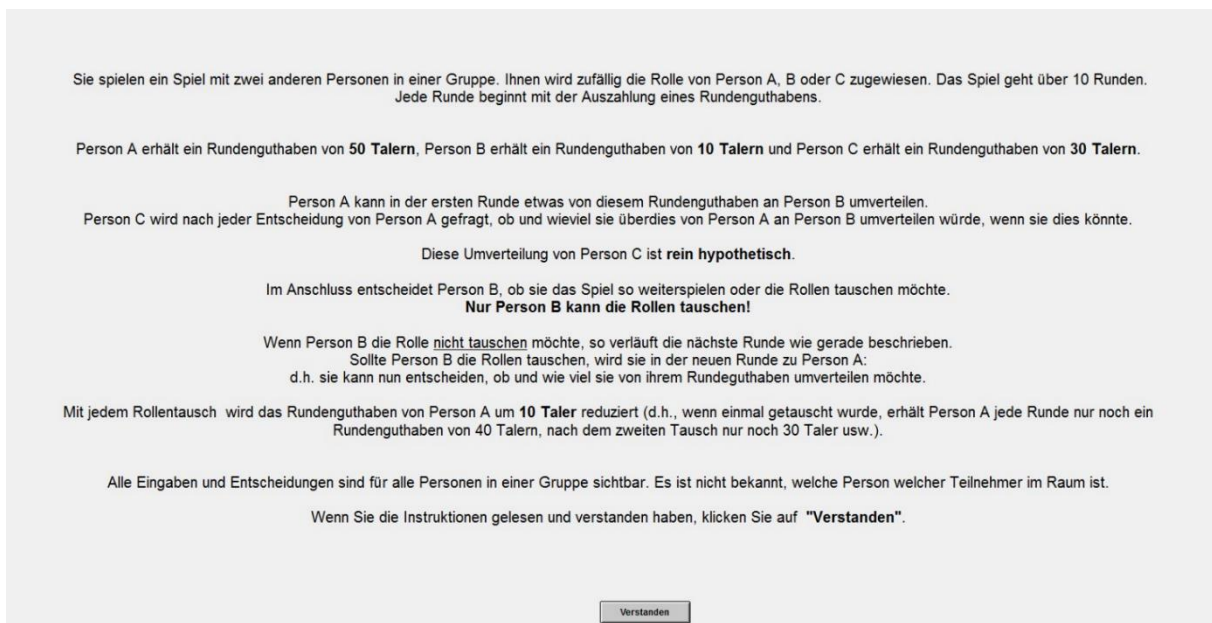 Sie spielen ein Spiel mit zwei anderen Personen in einer Gruppe. Ihnen wird zufällig die Rolle von Person A, B oder C zugewiesen. Das Spiel geht über 10 Runden.
Jede Runde beginnt mit der Auszahlung eines Rundenguthabens.
Person A erhält ein Rundenguthaben von 50 Talern, Person B erhält ein Rundenguthaben von 10 Talern und Person C erhält ein Rundenguthaben von 30 Talern.
Person A kann in der ersten Runde etwas von diesem Rundenguthaben an Person B umverteilen.
Person C wird nach jeder Entscheidung von Person A gefragt, ob und wieviel sie überdies von Person A an Person B umverteilen würde, wenn sie dies könnte.
Diese Umverteilung von Person C ist rein hypothetisch.
Im Anschluss entscheidet Person B, ob sie das Spiel so weiterspielen oder die Rollen tauschen möchte.
Nur Person B kann die Rollen tauschen!
Wenn Person B die Rolle nicht tauschen möchte, so verläuft die nächste Runde wie gerade beschrieben.
Sollte Person B die Rollen tauschen, wird sie in der neuen Runde zu Person A:
d.h. sie kann nun entscheiden, ob und wie viel sie von ihrem Rundeguthaben umverteilen möchte.
Mit jedem Rollentausch wird das Rundenguthaben von Person A um 10 Taler reduziert (d.h., wenn einmal getauscht wurde, erhält Person A jede Runde nur noch ein
Rundenguthaben von 40 Talern, nach dem zweiten Tausch nur noch 30 Taler usw.).
Alle Eingaben und Entscheidungen sind für alle Personen in einer Gruppe sichtbar. Es ist nicht bekannt, welche Person welcher Teilnehmer im Raum ist.
Wenn Sie die Instruktionen gelesen und verstanden haben, klicken Sie auf "Verstanden".
Verstanden